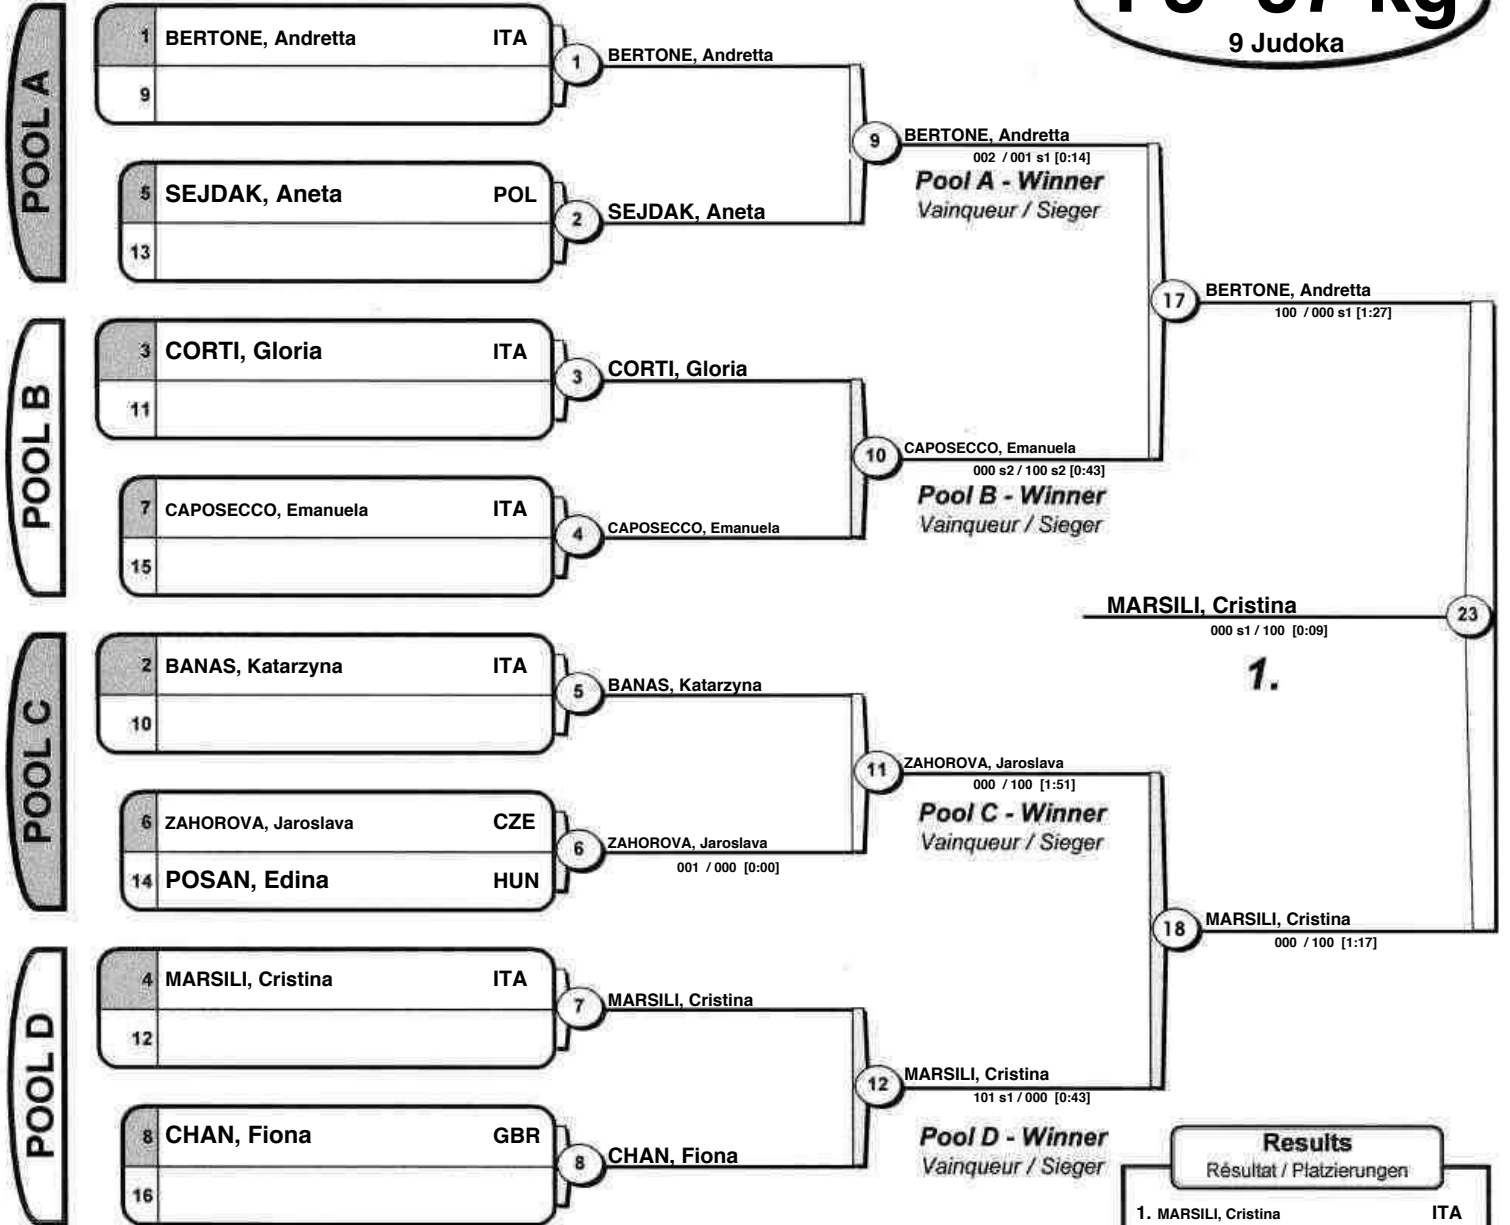 9 Judoka
POOL A
1 BERTONE, Andretta ITA
9
1
BERTONE, Andretta
5 SEJDAK, Aneta POL
13
2
SEJDAK, Aneta
9
BERTONE, Andretta
002 / 001 s1 [0:14]
Pool A - Winner
Vainqueur / Sieger
POOL B
3 CORTI, Gloria ITA
11
3
CORTI, Gloria
7 CAPOSECCO, Emanuela ITA
15
4
CAPOSECCO, Emanuela
10
CAPOSECCO, Emanuela
000 s2 / 100 s2 [0:43]
Pool B - Winner
Vainqueur / Sieger
17
BERTONE, Andretta
100 / 000 s1 [1:27]
MARSILI, Cristina
000 s1 / 100 [0:09]
1.
23
POOL C
2 BANAS, Katarzyna ITA
10
5
BANAS, Katarzyna
6 ZAHOROVA, Jaroslava CZE
14 POSAN, Edina HUN
6
ZAHOROVA, Jaroslava
001 / 000 [0:00]
11
ZAHOROVA, Jaroslava
000 / 100 [1:51]
Pool C - Winner
Vainqueur / Sieger
POOL D
4 MARSILI, Cristina ITA
12
7
MARSILI, Cristina
8 CHAN, Fiona GBR
16
8
CHAN, Fiona
12
MARSILI, Cristina
101 s1 / 000 [0:43]
Pool D - Winner
Vainqueur / Sieger
18
MARSILI, Cristina
000 / 100 [1:17]
Results
Résultat / Platzierungen
1. MARSILI, Cristina ITA